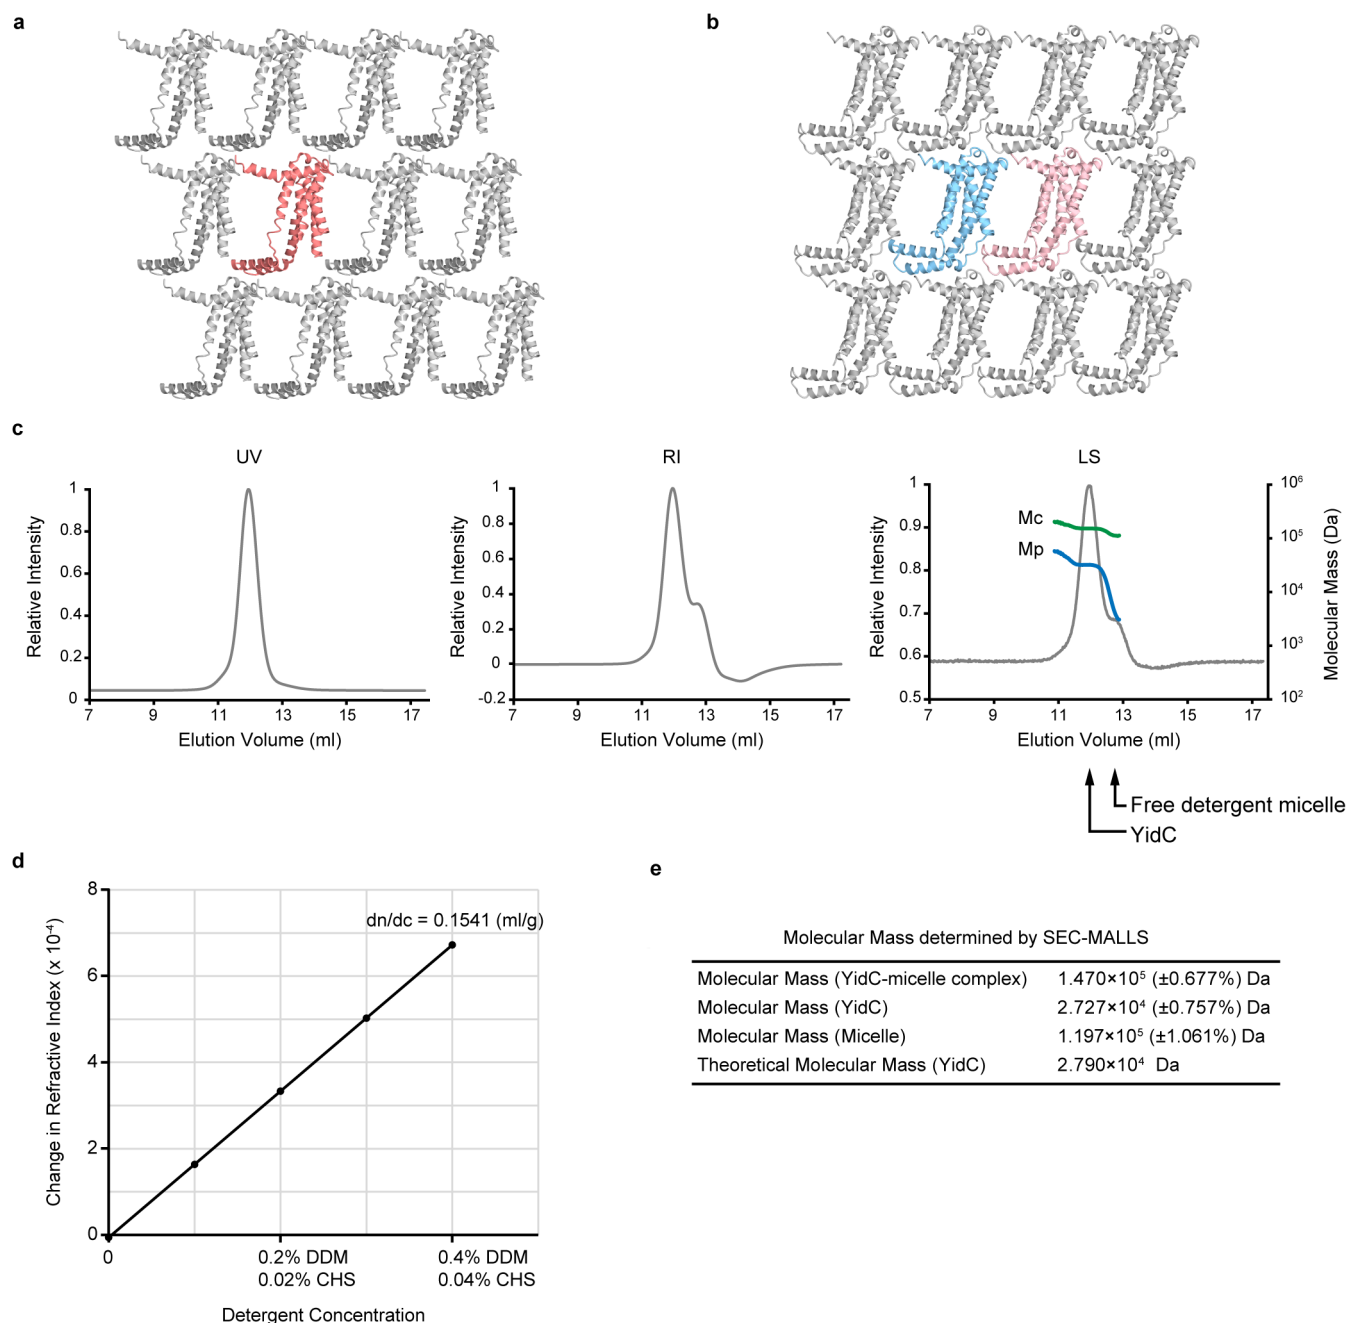 a
b
c
UV
RI
LS
1
0.8
0.6
0.4
0.2
0
Relative Intensity
7 9 11 13 15 17
Elution Volume (ml)
1
0.8
0.6
0.4
0.2
0
-0.2
Relative Intensity
7 9 11 13 15 17
Elution Volume (ml)
1
0.9
0.8
0.7
0.6
0.5
Relative Intensity
Mc
Mp
10⁶
10⁵
10⁴
10³
10²
Molecular Mass (Da)
7 9 11 13 15 17
Elution Volume (ml)
Free detergent micelle
YidC
d
8
6
4
2
0
Change in Refractive Index (x 10⁻⁴)
dn/dc = 0.1541 (ml/g)
0 0.2% DDM 0.4% DDM
0.02% CHS 0.04% CHS
Detergent Concentration
e
Molecular Mass determined by SEC-MALLS
Molecular Mass (YidC-micelle complex) 1.470×10⁵ (±0.677%) Da
Molecular Mass (YidC) 2.727×10⁴ (±0.757%) Da
Molecular Mass (Micelle) 1.197×10⁵ (±1.061%) Da
Theoretical Molecular Mass (YidC) 2.790×10⁴ Da